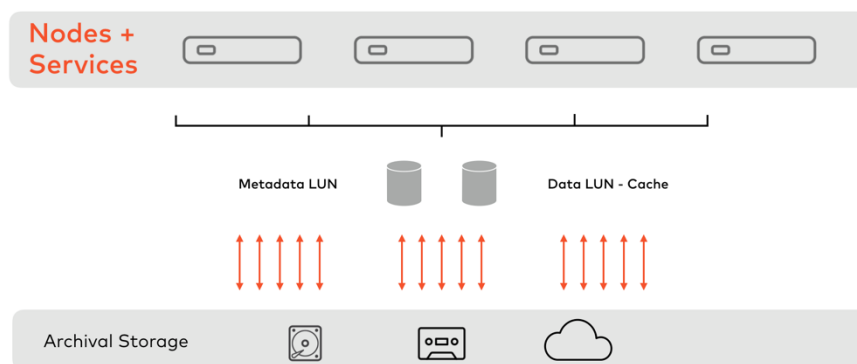 Nodes +
Services
Metadata LUN
Data LUN - Cache
Archival Storage